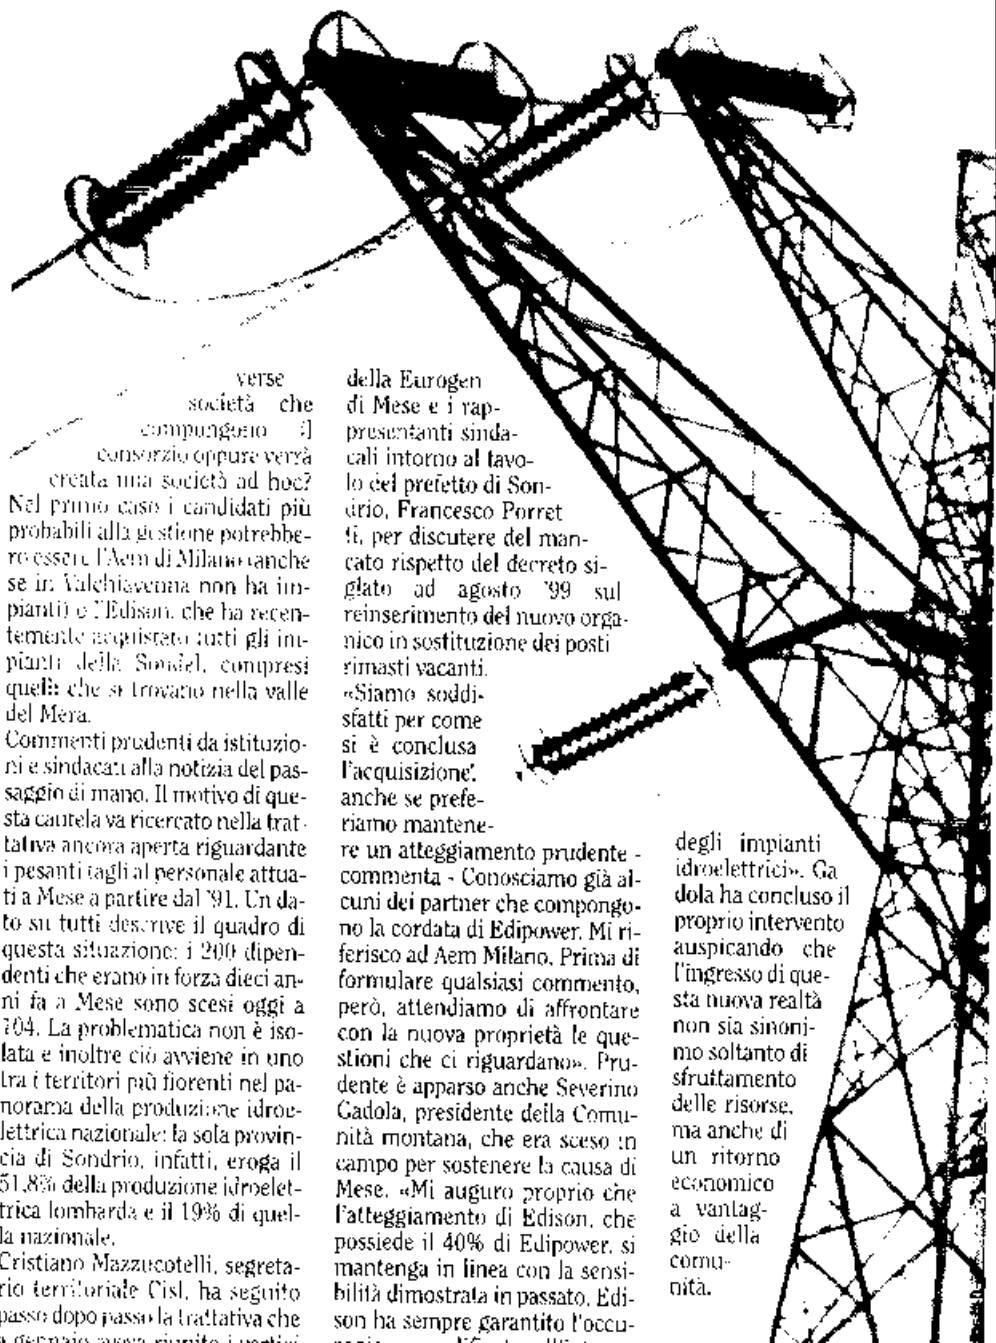 verse
società che
compongono il
consorzio oppure verrà
creata una società ad hoc?
Nel primo caso i candidati più
probabili alla gestione potrebbe-
ro essere l'Aem di Milano (anche
se in Valchiavenna non ha im-
pianti) o l'Edison, che ha recen-
temente acquistato tutti gli im-
pianti della Sondel, compresi
quelli che si trovano nella valle
del Mera.
Commenti prudenti da istituzio-
ni e sindacati alla notizia del pas-
saggio di mano. Il motivo di que-
sta cautela va ricercato nella trat-
tativa ancora aperta riguardante
i pesanti tagli al personale attua-
ti a Mese a partire dal '91. Un da-
to su tutti descrive il quadro di
questa situazione: i 200 dipen-
denti che erano in forza dieci an-
ni fa a Mese sono scesi oggi a
104. La problematica non è iso-
lata e inoltre ciò avviene in uno
tra i territori più fiorenti nel pa-
norama della produzione idroe-
lettrica nazionale: la sola provin-
cia di Sondrio, infatti, eroga il
51,8% della produzione idroelet-
trica lombarda e il 19% di quel-
la nazionale.
Cristiano Mazzucotelli, segreta-
rio territoriale Cisl, ha seguito
passo dopo passo la trattativa che
a gennaio aveva riunito i vertici
della Eurogen
di Mese e i rap-
presentanti sinda-
cali intorno al tavo-
lo del prefetto di Son-
drio, Francesco Porret
ti, per discutere del man-
cato rispetto del decreto si-
glato ad agosto '99 sul
reinserimento del nuovo orga-
nico in sostituzione dei posti
rimasti vacanti.
«Siamo soddi-
sfatti per come
si è conclusa
l'acquisizione,
anche se prefe-
riamo mantene-
re un atteggiamento prudente -
commenta - Conosciamo già al-
cuni dei partner che compongo-
no la cordata di Edipower. Mi ri-
ferisco ad Aem Milano. Prima di
formulare qualsiasi commento,
però, attendiamo di affrontare
con la nuova proprietà le que-
stioni che ci riguardano». Pru-
dente è apparso anche Severino
Gadola, presidente della Comu-
nità montana, che era sceso in
campo per sostenere la causa di
Mese. «Mi auguro proprio che
l'atteggiamento di Edison, che
possiede il 40% di Edipower, si
mantenga in linea con la sensi-
bilità dimostrata in passato. Edi-
son ha sempre garantito l'occu-
degli impianti
idroelettrici». Ga
dola ha concluso il
proprio intervento
auspicando che
l'ingresso di que-
sta nuova realtà
non sia sinoni-
mo soltanto di
sfruttamento
delle risorse,
ma anche di
un ritorno
economico
a vantag-
gio della
comu-
nità.